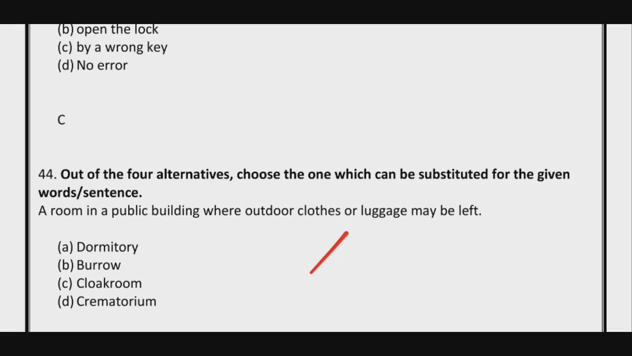 (b) open the lock
(c) by a wrong key
(d) No error
C
44. Out of the four alternatives, choose the one which can be substituted for the given
words/sentence.
A room in a public building where outdoor clothes or luggage may be left.
(a) Dormitory
(b) Burrow
(c) Cloakroom
(d) Crematorium